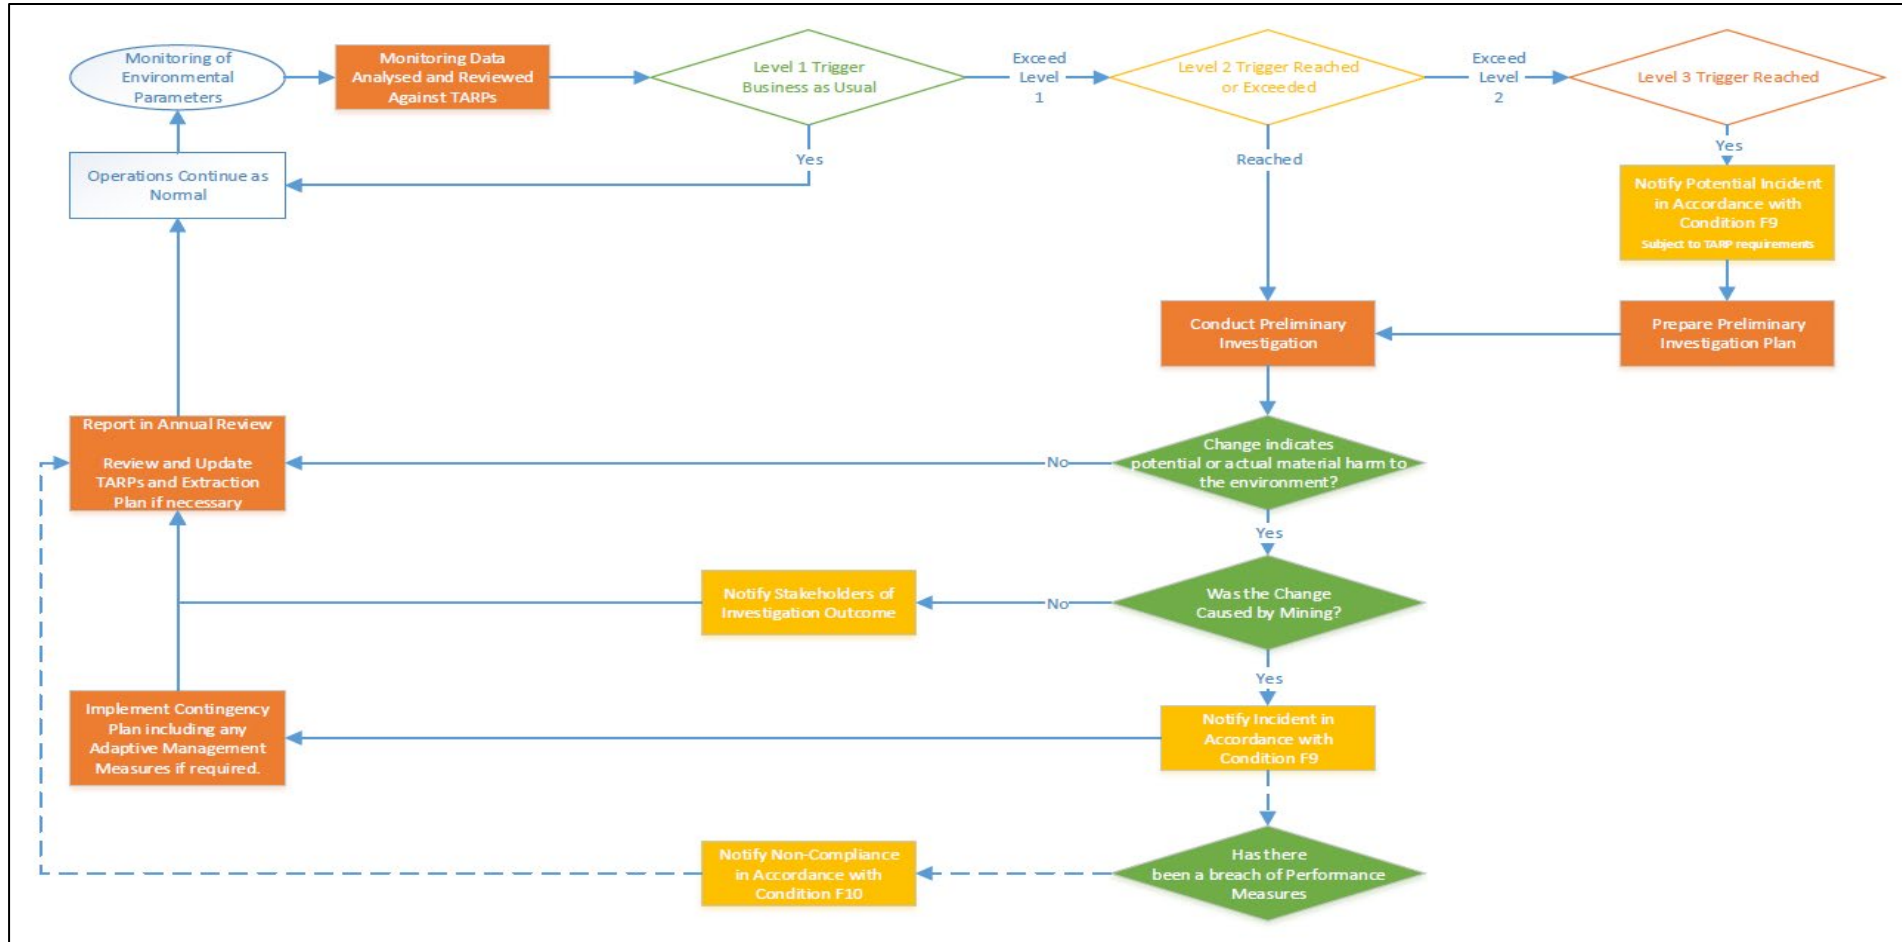 Monitoring of
Environmental
Parameters
Monitoring Data
Analysed and Reviewed
Against TARPs
Level 1 Trigger
Business as Usual
Exceed
Level
1
Level 2 Trigger Reached
or Exceeded
Exceed
Level
2
Level 3 Trigger Reached
Yes
Reached
Yes
Operations Continue as
Normal
Notify Potential Incident
in Accordance with
Condition F9
Subject to TARP requirements
Conduct Preliminary
Investigation
Prepare Preliminary
Investigation Plan
Report in Annual Review
Review and Update
TARPs and Extraction
Plan if necessary
No
Change indicates
potential or actual material harm to
the environment?
Yes
Notify Stakeholders of
Investigation Outcome
No
Was the Change
Caused by Mining?
Yes
Implement Contingency
Plan including any
Adaptive Management
Measures if required.
Notify Incident in
Accordance with
Condition F9
Notify Non-Compliance
in Accordance with
Condition F10
Has there
been a breach of Performance
Measures